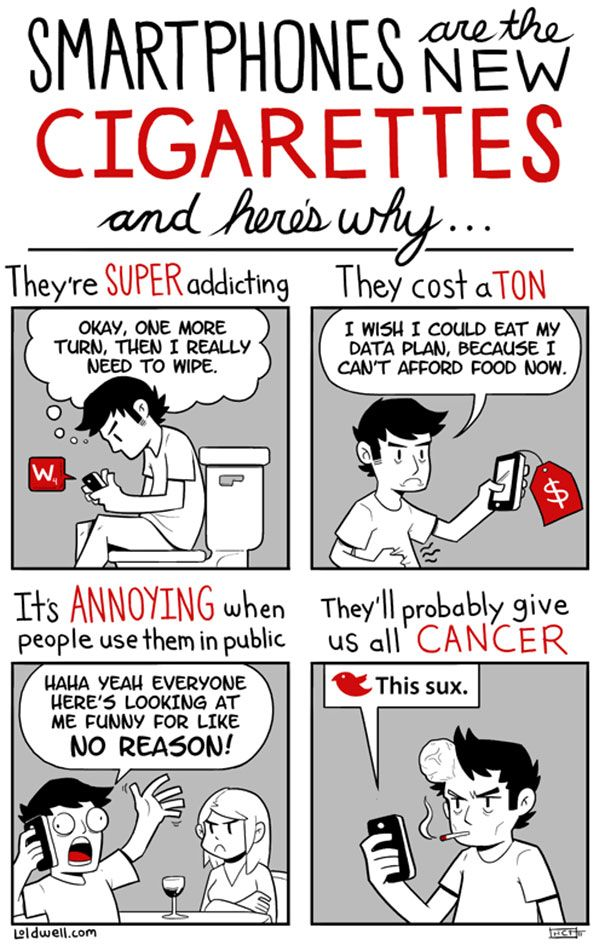 SMARTPHONES are the
NEW
CIGARETTES
and here's why...
They're SUPER addicting
OKAY, ONE MORE
TURN, THEN I REALLY
NEED TO WIPE.
W4
They cost a TON
I WISH I COULD EAT MY
DATA PLAN, BECAUSE I
CAN'T AFFORD FOOD NOW.
$
It's ANNOYING when
people use them in public
HAHA YEAH EVERYONE
HERE'S LOOKING AT
ME FUNNY FOR LIKE
NO REASON!
They'll probably give
us all CANCER
This sux.
Loldwell.com